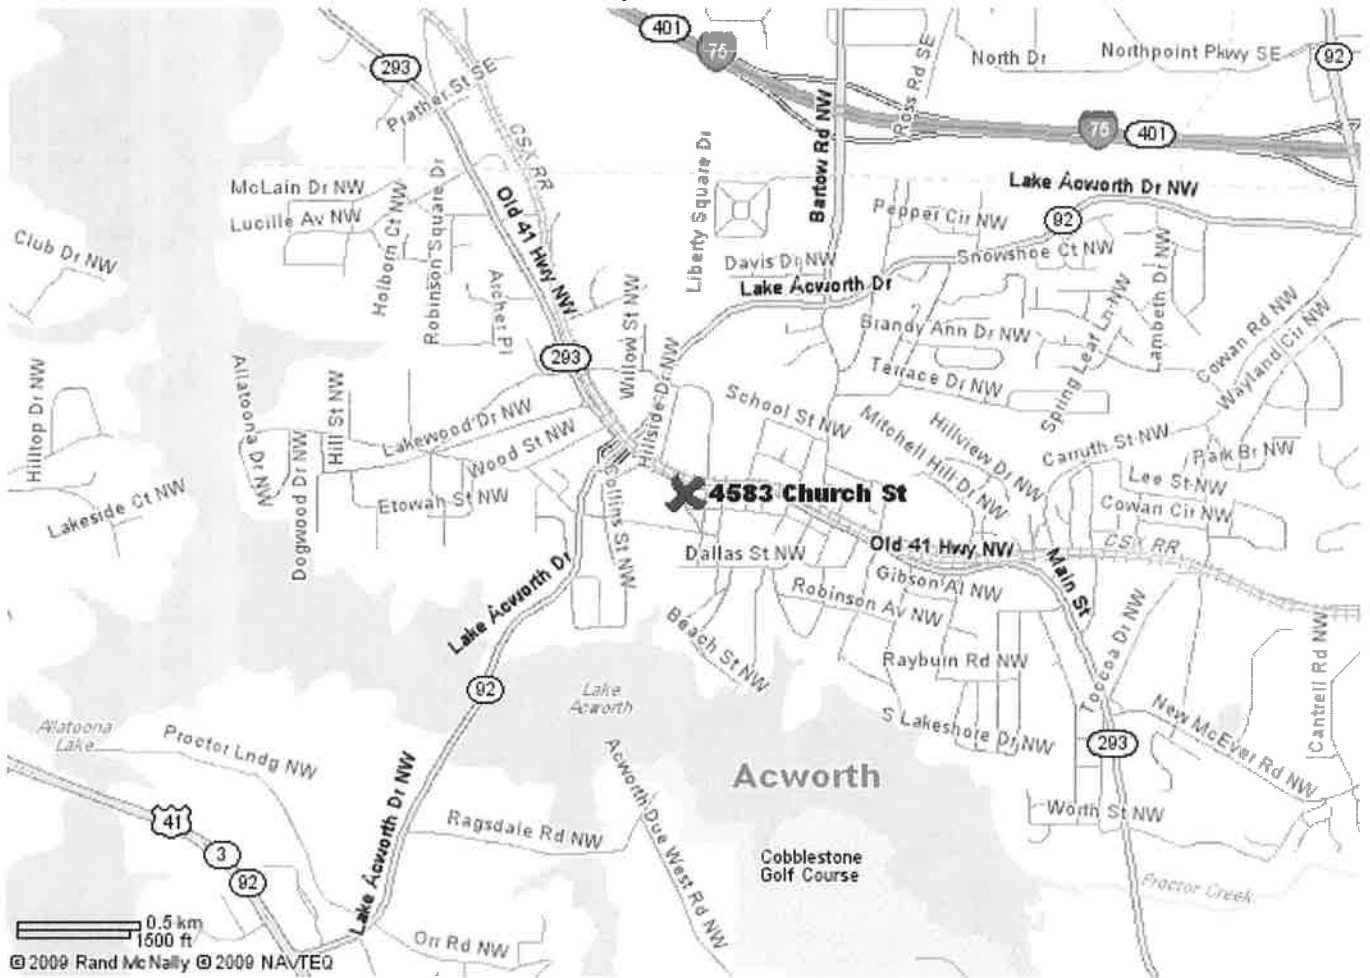 401
75
North Dr
Northpoint Pkwy SE
92
293
Ross Rd SE
Prather St SE
CSX RR
Bartow Rd NW
75
401
Liberty Square Dr
McLain Dr NW
Lucille Av NW
Holborn Ct NW
Robinson Square Dr
Old 41 Hwy NW
Lake Acworth Dr NW
92
Pepper Cir NW
Snowshoe Ct NW
Club Dr NW
Archer Pl
Davis Dr NW
Lake Acworth Dr
Willow St NW
Lambeth Dr NW
Spring Leaf Ln NW
Cowan Rd NW
Wayland Cir NW
Brandy Ann Dr NW
293
Hillside Dr NW
Terrace Dr NW
Hilltop Dr NW
Allatoona Dr NW
Hill St NW
Lakewood Dr NW
School St NW
Mitchell Hill Dr NW
Hillview Dr NW
Carruth St NW
Park Br NW
Wood St NW
Dogwood Dr NW
Etowah St NW
Lee St NW
Cowan Cir NW
Lakeside Ct NW
4583 Church St
Collins St NW
Dallas St NW
Old 41 Hwy NW
CSX RR
Main St
Gibson Al NW
Robinson Av NW
Lake Acworth Dr
Beach St NW
Rayburn Rd NW
Toccoa Dr NW
Cantrell Rd NW
92
Lake
Acworth
S Lakeshore Dr NW
New McEver Rd NW
Allatoona
Lake
Proctor Lndg NW
293
Acworth
Lake Acworth Dr NW
Acworth Due West Rd NW
41
3
92
Ragsdale Rd NW
Worth St NW
Cobblestone
Golf Course
Proctor Creek
0.5 km
1500 ft
Orr Rd NW
© 2009 Rand McNally © 2009 NAVTEQ